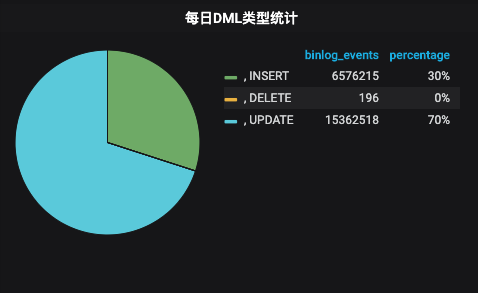 每日DML类型统计
binlog_events percentage
, INSERT 6576215 30%
, DELETE 196 0%
, UPDATE 15362518 70%